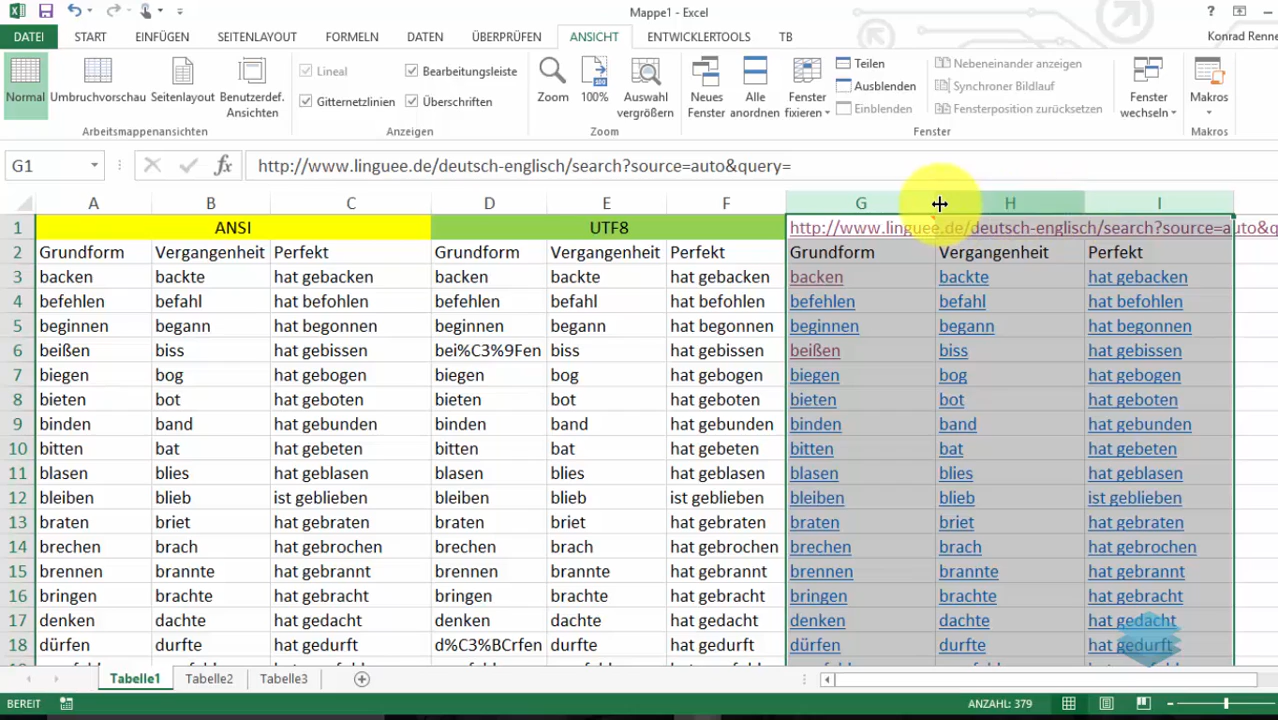 Mappe1 - Excel
?
DATEI START EINFÜGEN SEITENLAYOUT FORMELN DATEN ÜBERPRÜFEN ANSICHT ENTWICKLERTOOLS TB Konrad Renne
Normal Umbruchvorschau Seitenlayout Benutzerdef. Ansichten
Arbeitsmappenansichten
Lineal Bearbeitungsleiste
Gitternetzlinien Überschriften
Anzeigen
Zoom 100% Auswahl vergrößern
Zoom
Neues Fenster Alle anordnen Fenster fixieren
Teilen
Ausblenden
Einblenden
Nebeneinander anzeigen
Synchroner Bildlauf
Fensterposition zurücksetzen
Fenster wechseln
Fenster
Makros
Makros
G1 fx http://www.linguee.de/deutsch-englisch/search?source=auto&query=
A B C D E F G H I
1 ANSI UTF8 http://www.linguee.de/deutsch-englisch/search?source=auto&q
2 Grundform Vergangenheit Perfekt Grundform Vergangenheit Perfekt Grundform Vergangenheit Perfekt
3 backen backte hat gebacken backen backte hat gebacken backen backte hat gebacken
4 befehlen befahl hat befohlen befehlen befahl hat befohlen befehlen befahl hat befohlen
5 beginnen begann hat begonnen beginnen begann hat begonnen beginnen begann hat begonnen
6 beißen biss hat gebissen bei%C3%9Fen biss hat gebissen beißen biss hat gebissen
7 biegen bog hat gebogen biegen bog hat gebogen biegen bog hat gebogen
8 bieten bot hat geboten bieten bot hat geboten bieten bot hat geboten
9 binden band hat gebunden binden band hat gebunden binden band hat gebunden
10 bitten bat hat gebeten bitten bat hat gebeten bitten bat hat gebeten
11 blasen blies hat geblasen blasen blies hat geblasen blasen blies hat geblasen
12 bleiben blieb ist geblieben bleiben blieb ist geblieben bleiben blieb ist geblieben
13 braten briet hat gebraten braten briet hat gebraten braten briet hat gebraten
14 brechen brach hat gebrochen brechen brach hat gebrochen brechen brach hat gebrochen
15 brennen brannte hat gebrannt brennen brannte hat gebrannt brennen brannte hat gebrannt
16 bringen brachte hat gebracht bringen brachte hat gebracht bringen brachte hat gebracht
17 denken dachte hat gedacht denken dachte hat gedacht denken dachte hat gedacht
18 dürfen durfte hat gedurft d%C3%BCrfen durfte hat gedurft dürfen durfte hat gedurft
Tabelle1 Tabelle2 Tabelle3
BEREIT ANZAHL: 379